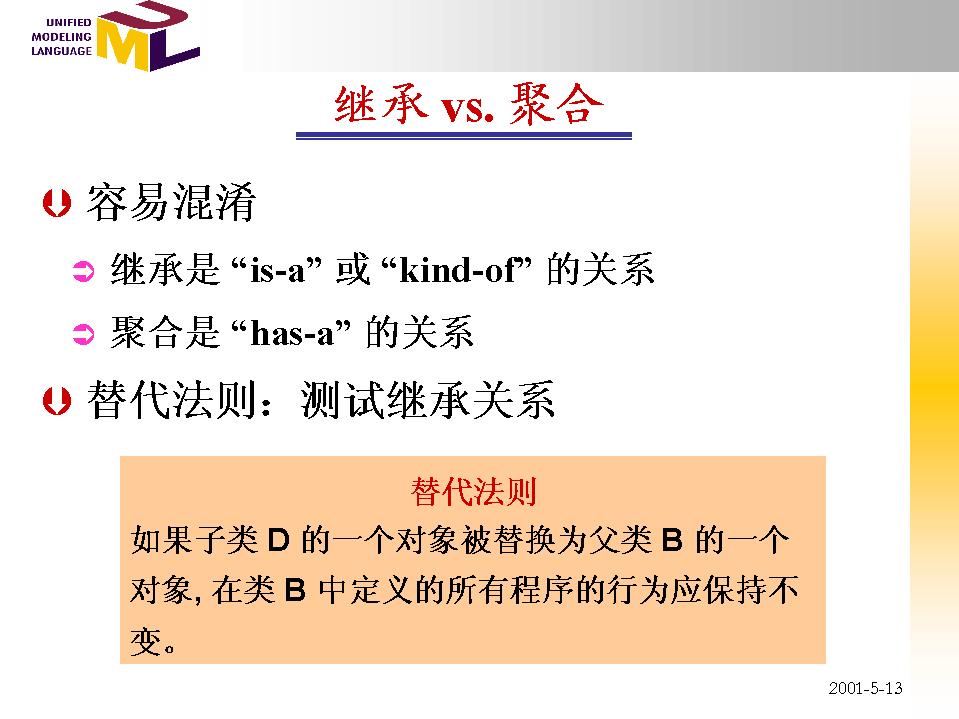 UNIFIED
MODELING
LANGUAGE
UML
继承 vs. 聚合
容易混淆
继承是 “is-a” 或 “kind-of” 的关系
聚合是 “has-a” 的关系
替代法则：测试继承关系
替代法则
如果子类 D 的一个对象被替换为父类 B 的一个
对象, 在类 B 中定义的所有程序的行为应保持不
变。
2001-5-13